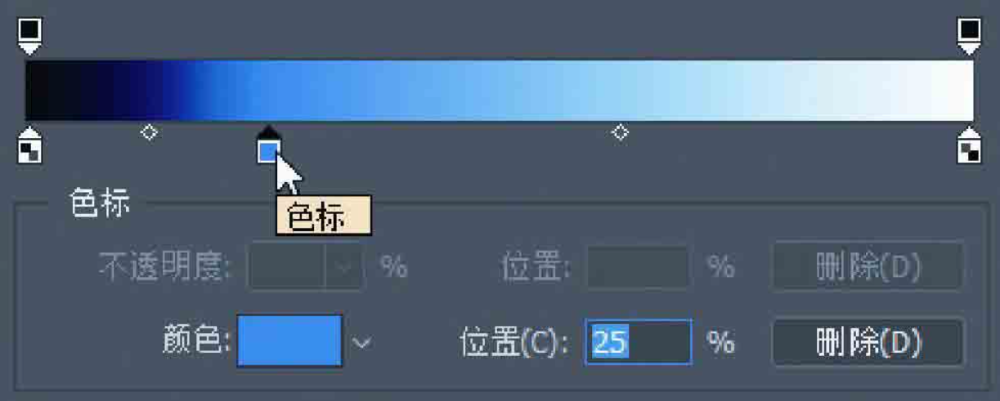 色标
色标
不透明度: % 位置: % 删除(D)
颜色: 位置(C): 25 % 删除(D)